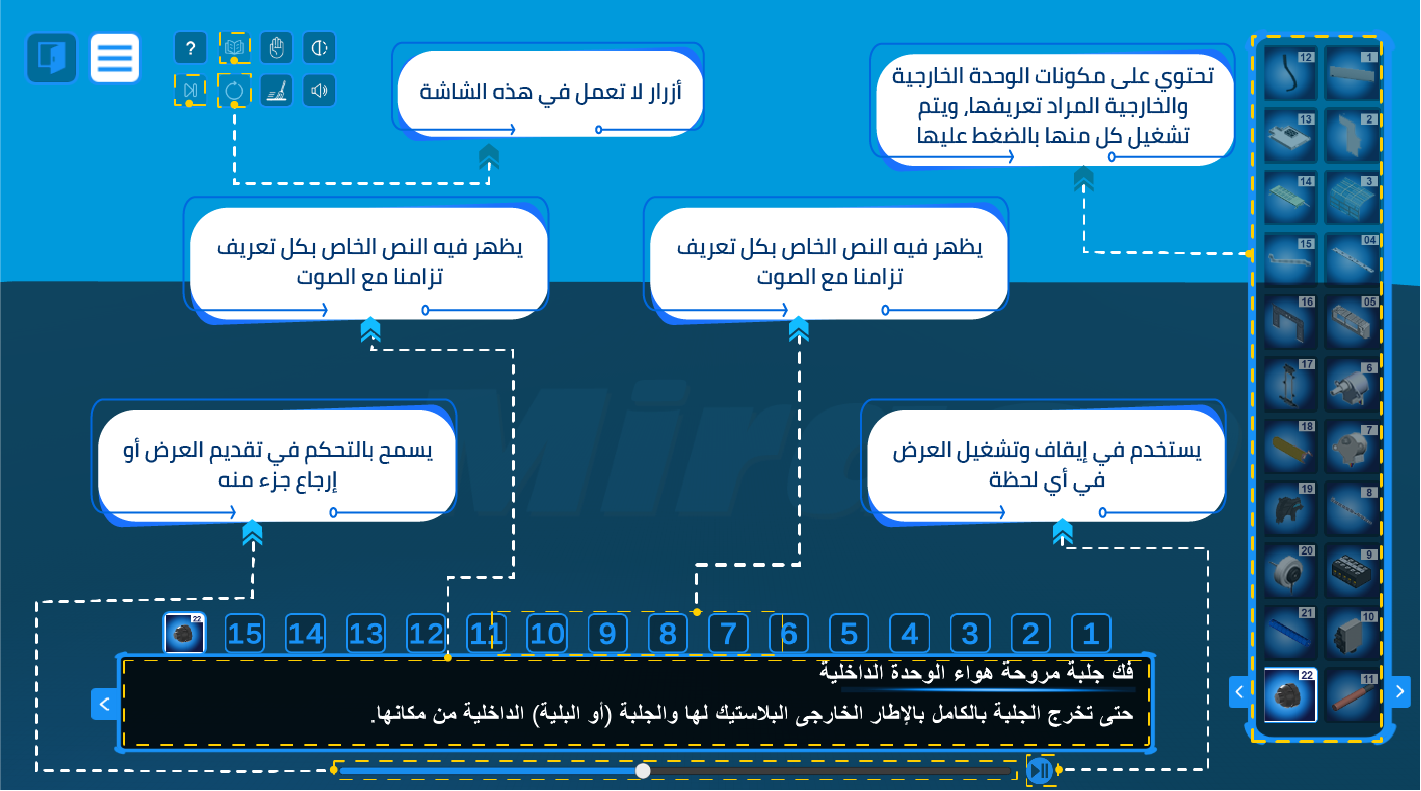 ?
أزرار لا تعمل في هذه الشاشة
تحتوي على مكونات الوحدة الخارجية
والخارجية المراد تعريفها، ويتم
تشغيل كل منها بالضغط عليها
يظهر فيه النص الخاص بكل تعريف
تزامنا مع الصوت
يظهر فيه النص الخاص بكل تعريف
تزامنا مع الصوت
يستخدم في إيقاف وتشغيل العرض
في أي لحظة
يسمح بالتحكم في تقديم العرض أو
إرجاع جزء منه
1 12
2 13
3 14
04 15
05 16
6 17
7 18
8 19
9 20
10 21
11 22
1 2 3 4 5 6 7 8 9 10 11 12 13 14 15 22
فك جلبة مروحة هواء الوحدة الداخلية
حتى تخرج الجلبة بالكامل بالإطار الخارجى البلاستيك لها والجلبة (أو البلية) الداخلية من مكانها.